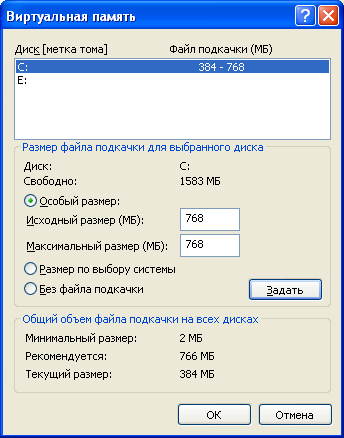 Виртуальная память
Диск [метка тома] Файл подкачки (МБ)
C: 384 - 768
E:
Размер файла подкачки для выбранного диска
Диск: C:
Свободно: 1583 МБ
Особый размер:
Исходный размер (МБ): 768
Максимальный размер (МБ): 768
Размер по выбору системы
Без файла подкачки Задать
Общий объем файла подкачки на всех дисках
Минимальный размер: 2 МБ
Рекомендуется: 766 МБ
Текущий размер: 384 МБ
ОК Отмена